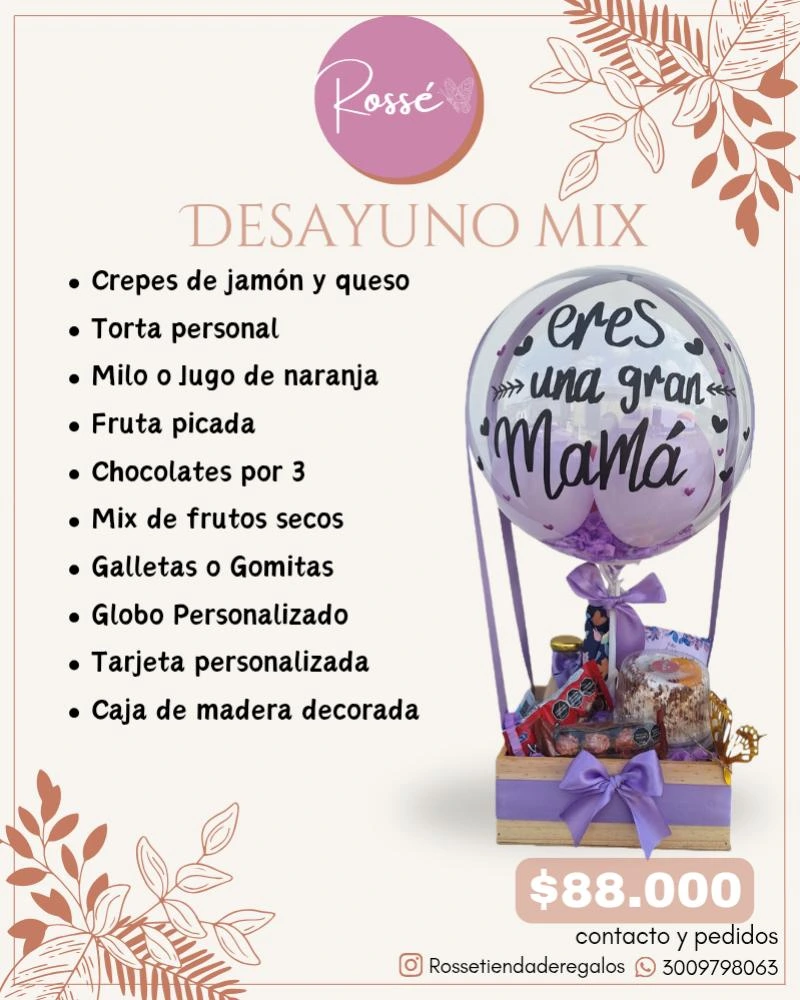 Rossé
DESAYUNO MIX
• Crepes de jamón y queso
• Torta personal
• Milo o Jugo de naranja
• Fruta picada
• Chocolates por 3
• Mix de frutos secos
• Galletas o Gomitas
• Globo Personalizado
• Tarjeta personalizada
• Caja de madera decorada
eres
una gran
Mamá
$88.000
contacto y pedidos
Rossetiendaderegalos 3009798063